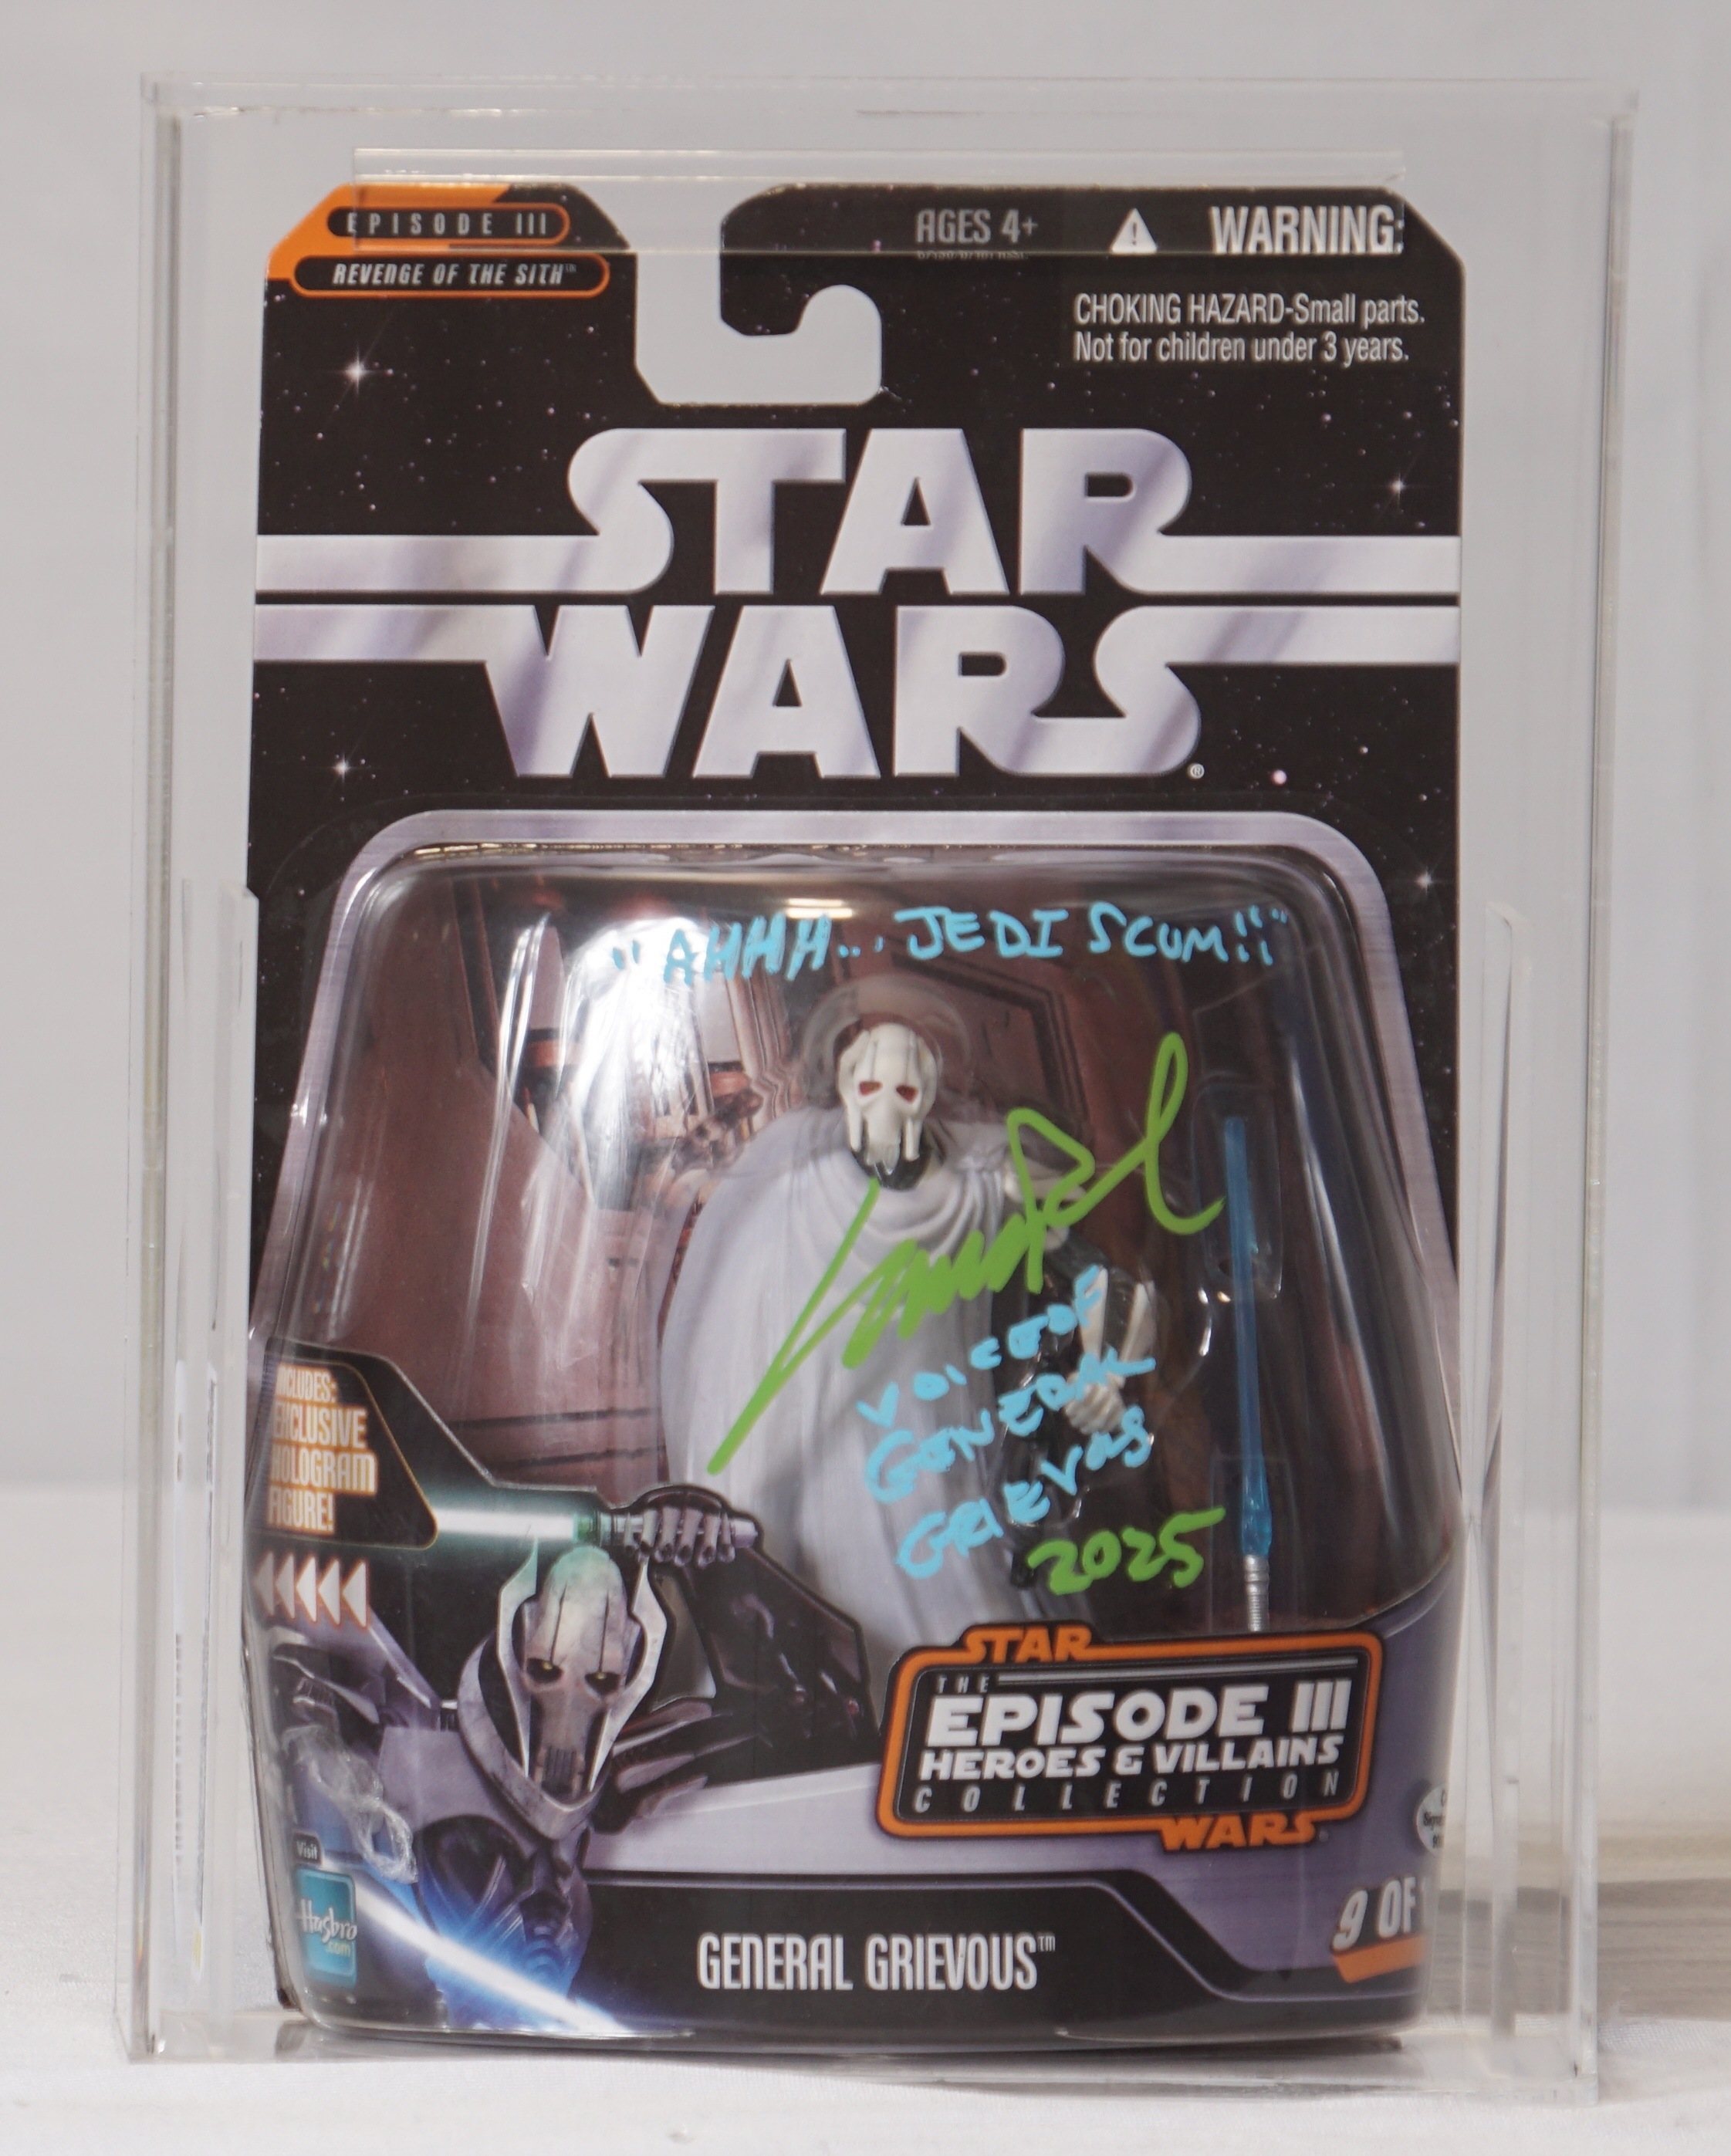 EPISODE III
REVENGE OF THE SITH™
AGES 4+
WARNING:
CHOKING HAZARD-Small parts.
Not for children under 3 years.
STAR
WARS®
"AHHH... JEDI SCUM!!"
VOICE OF
GENERAL
GRIEVOUS
2025
INCLUDES:
EXCLUSIVE
HOLOGRAM
FIGURE!
STAR
THE
EPISODE III
HEROES & VILLAINS
COLLECTION
WARS
Visit
Hasbro
.com
9 OF
GENERAL GRIEVOUS™